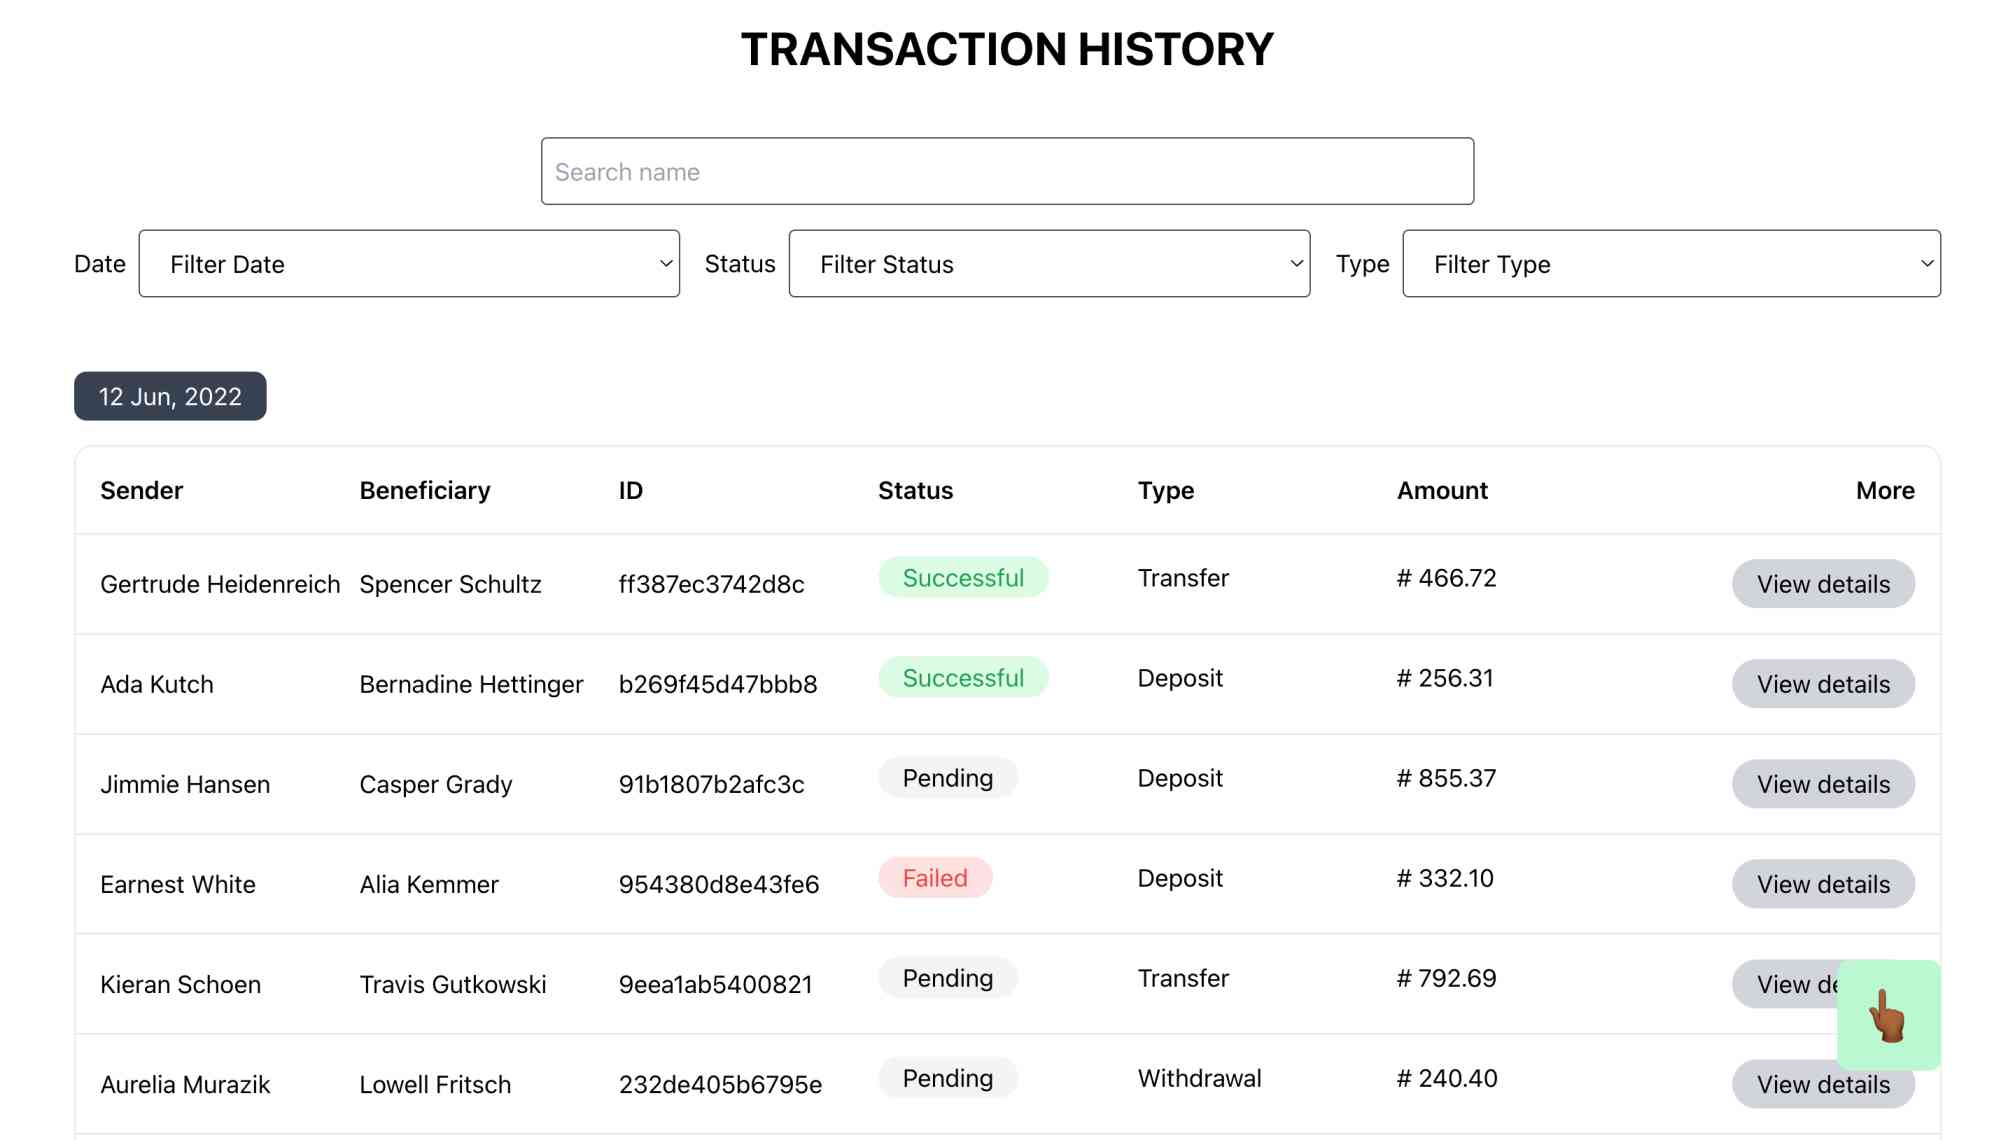 TRANSACTION HISTORY
Search name
Date Filter Date Status Filter Status Type Filter Type
12 Jun, 2022
Sender Beneficiary ID Status Type Amount More
Gertrude Heidenreich Spencer Schultz ff387ec3742d8c Successful Transfer # 466.72 View details
Ada Kutch Bernadine Hettinger b269f45d47bbb8 Successful Deposit # 256.31 View details
Jimmie Hansen Casper Grady 91b1807b2afc3c Pending Deposit # 855.37 View details
Earnest White Alia Kemmer 954380d8e43fe6 Failed Deposit # 332.10 View details
Kieran Schoen Travis Gutkowski 9eea1ab5400821 Pending Transfer # 792.69 View
Aurelia Murazik Lowell Fritsch 232de405b6795e Pending Withdrawal # 240.40 View details